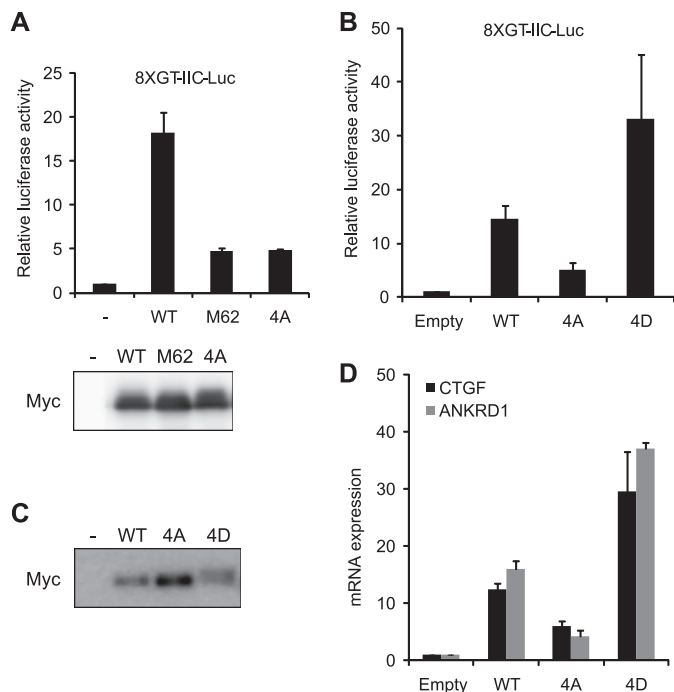 A
8XGT-IIC-Luc
Relative luciferase activity
25
20
15
10
5
0
- WT M62 4A
- WT M62 4A
Myc
B
8XGT-IIC-Luc
Relative luciferase activity
50
40
30
20
10
0
Empty WT 4A 4D
C
- WT 4A 4D
Myc
D
CTGF
ANKRD1
mRNA expression
50
40
30
20
10
0
Empty WT 4A 4D